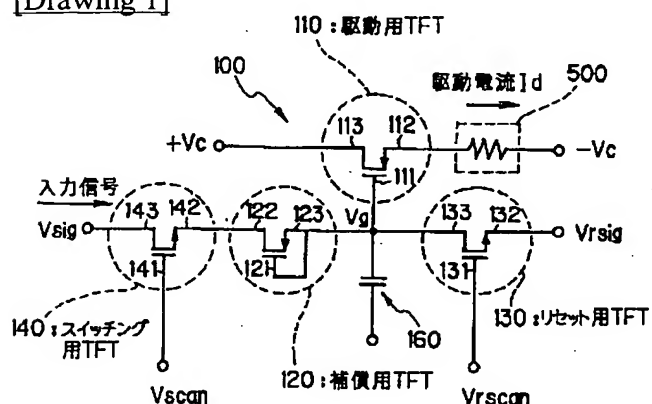 [Drawing 1]
110:駆動用TFT
100
駆動電流Id
500
+Vc
113
112
-Vc
111
入力信号
Vsig
143
142
122
123
Vg
133
132
Vrsig
141
121
131
160
140:スイッチング
用TFT
120:補償用TFT
130:リセット用TFT
Vscan
Vrscan